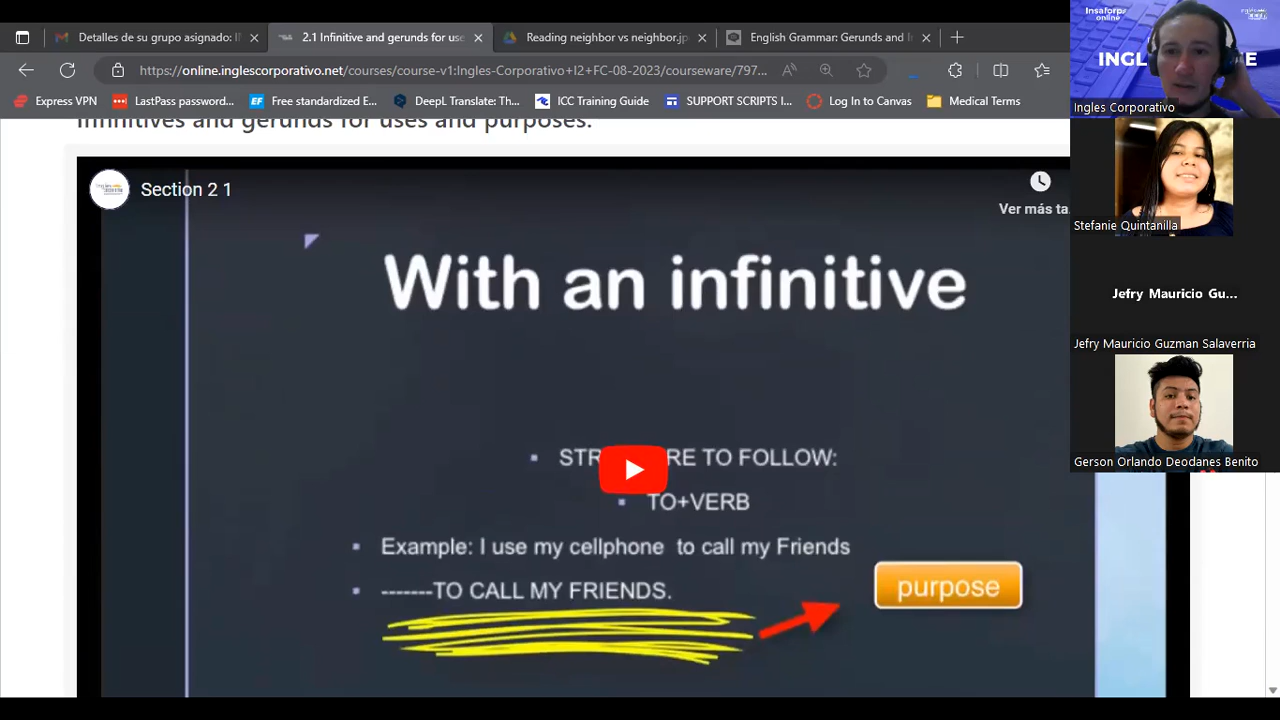 Detalles de su grupo asignado: I
2.1 Infinitive and gerunds for use
Reading neighbor vs neighbor.jp
English Grammar: Gerunds and I
https://online.inglescorporativo.net/courses/course-v1:Ingles-Corporativo+I2+FC-08-2023/courseware/797...
Express VPN
LastPass password...
EF Free standardized E...
DeepL Translate: Th...
ICC Training Guide
SUPPORT SCRIPTS I...
Log In to Canvas
Medical Terms
Infinitives and gerunds for uses and purposes.
Section 2 1
Ver más ta.
With an infinitive
STR RE TO FOLLOW:
TO+VERB
Example: I use my cellphone to call my Friends
-------TO CALL MY FRIENDS.
purpose
Insaforp
online
INGL E
Ingles Corporativo
Stefanie Quintanilla
Jefry Mauricio Gu...
Jefry Mauricio Guzman Salaverria
Gerson Orlando Deodanes Benito